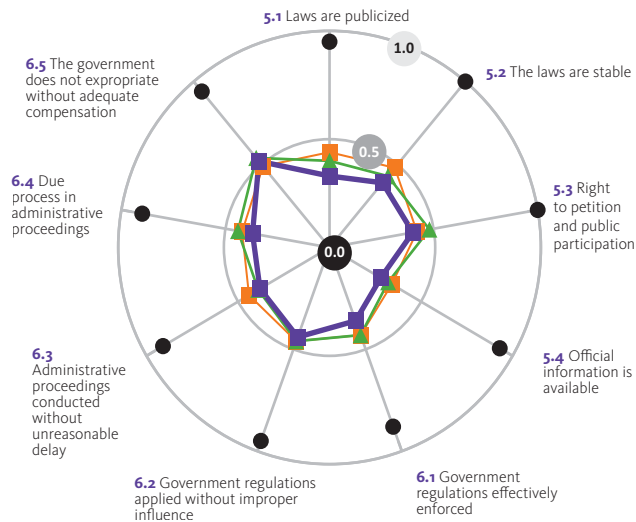 5.1 Laws are publicized
1.0
5.2 The laws are stable
6.5 The government
does not expropriate
without adequate
compensation
0.5
6.4 Due
process in
administrative
proceedings
5.3 Right
to petition
and public
participation
0.0
6.3
Administrative
proceedings
conducted
without
unreasonable
delay
5.4 Official
information is
available
6.2 Government regulations
applied without improper
influence
6.1 Government
regulations effectively
enforced